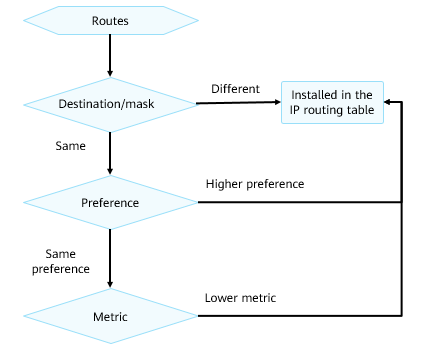 Routes
Different
Destination/mask
Installed in the
IP routing table
Same
Higher preference
Preference
Same
preference
Lower metric
Metric